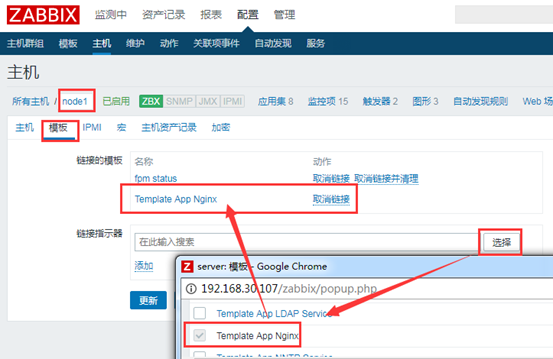 ZABBIX 监测中 资产记录 报表 配置 管理
主机群组 模板 主机 维护 动作 关联项事件 自动发现 服务
主机
所有主机 / node1 已启用 ZBX SNMP JMX IPMI 应用集 8 监控项 15 触发器 2 图形 3 自动发现规则 Web 场
主机 模板 IPMI 宏 主机资产记录 加密
链接的模板 名称 动作
fpm status 取消链接 取消链接并清理
Template App Nginx 取消链接
链接指示器 在此输入搜索 选择
添加
server: 模板 - Google Chrome
更新
192.168.30.107/zabbix/popup.php
Template App LDAP Service
Template App Nginx
Template App NNTP Service